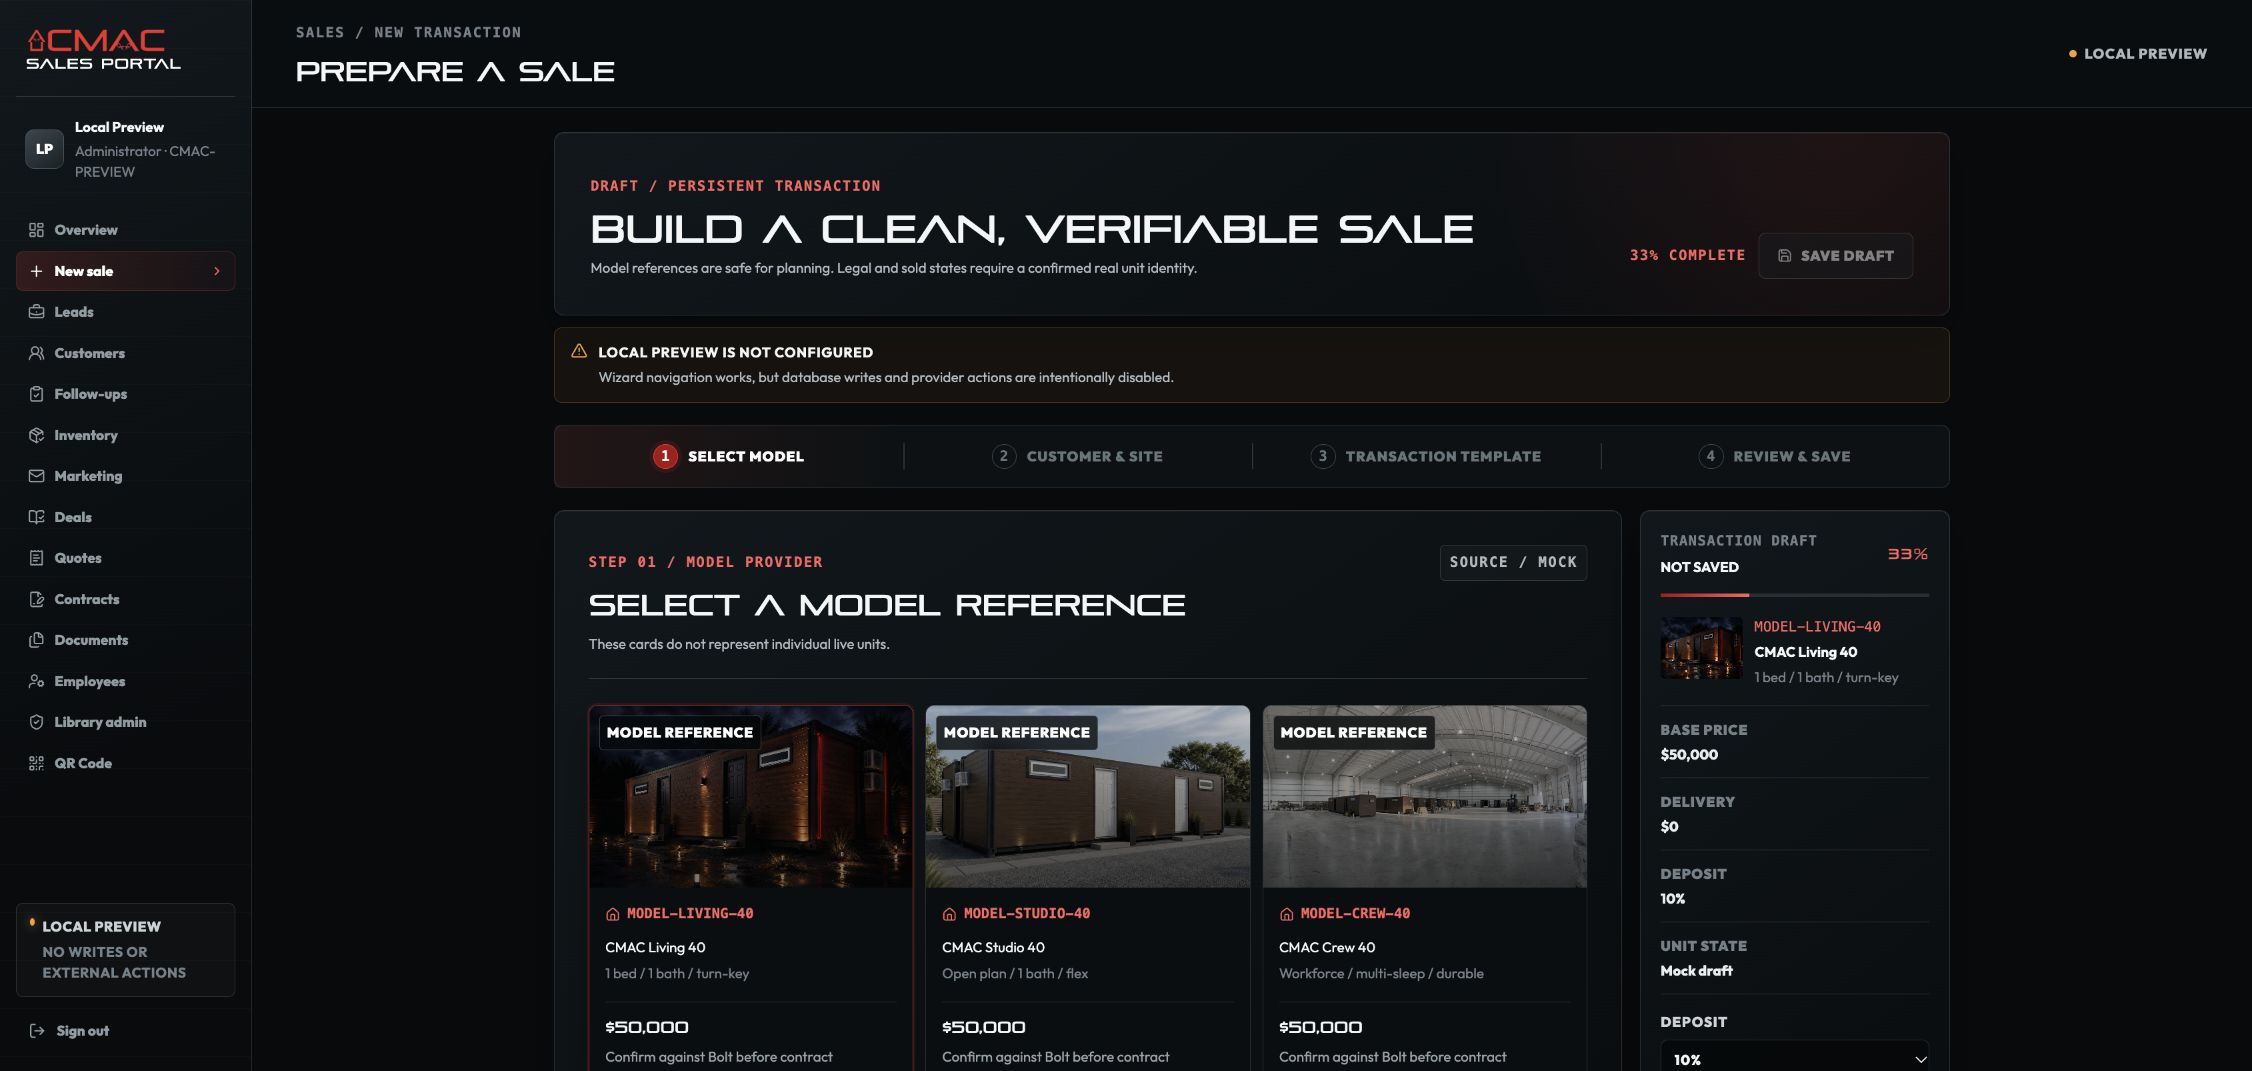 CMAC
SALES PORTAL
LP
Local Preview
Administrator · CMAC-
PREVIEW
Overview
New sale
Leads
Customers
Follow-ups
Inventory
Marketing
Deals
Quotes
Contracts
Documents
Employees
Library admin
QR Code
LOCAL PREVIEW
NO WRITES OR
EXTERNAL ACTIONS
Sign out
SALES / NEW TRANSACTION
PREPARE A SALE
LOCAL PREVIEW
DRAFT / PERSISTENT TRANSACTION
BUILD A CLEAN, VERIFIABLE SALE
Model references are safe for planning. Legal and sold states require a confirmed real unit identity.
33% COMPLETE
SAVE DRAFT
LOCAL PREVIEW IS NOT CONFIGURED
Wizard navigation works, but database writes and provider actions are intentionally disabled.
1 SELECT MODEL
2 CUSTOMER & SITE
3 TRANSACTION TEMPLATE
4 REVIEW & SAVE
STEP 01 / MODEL PROVIDER
SOURCE / MOCK
SELECT A MODEL REFERENCE
These cards do not represent individual live units.
MODEL REFERENCE
MODEL-LIVING-40
CMAC Living 40
1 bed / 1 bath / turn-key
$50,000
Confirm against Bolt before contract
MODEL REFERENCE
MODEL-STUDIO-40
CMAC Studio 40
Open plan / 1 bath / flex
$50,000
Confirm against Bolt before contract
MODEL REFERENCE
MODEL-CREW-40
CMAC Crew 40
Workforce / multi-sleep / durable
$50,000
Confirm against Bolt before contract
TRANSACTION DRAFT
NOT SAVED
33%
MODEL-LIVING-40
CMAC Living 40
1 bed / 1 bath / turn-key
BASE PRICE
$50,000
DELIVERY
$0
DEPOSIT
10%
UNIT STATE
Mock draft
DEPOSIT
10%